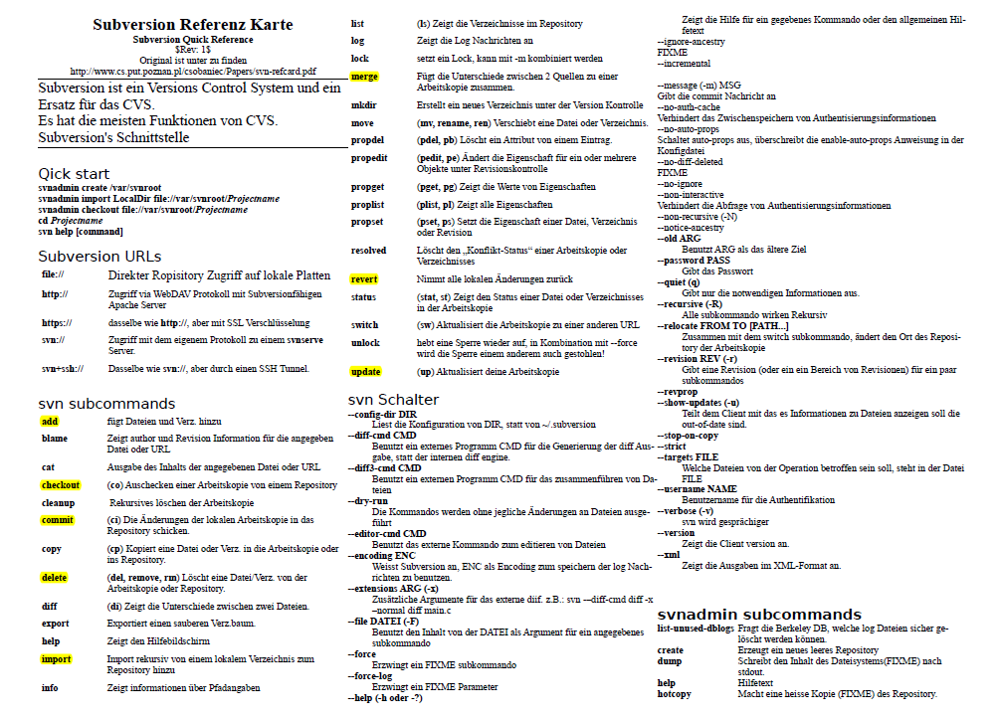 Subversion Referenz Karte
Subversion Quick Reference
$Rev: 1$
Original ist unter zu finden
http://www.cs.put.poznan.pl/csobaniec/Papers/svn-refcard.pdf
Subversion ist ein Versions Control System und ein
Ersatz für das CVS.
Es hat die meisten Funktionen von CVS.
Subversion's Schnittstelle
Qick start
svnadmin create /var/svnroot
svnadmin import LocalDir file://var/svnroot/Projectname
svnadmin checkout file://var/svnroot/Projectname
cd Projectname
svn help [command]
Subversion URLs
file:// Direkter Ropisitory Zugriff auf lokale Platten
http:// Zugriff via WebDAV Protokoll mit Subversionfähigen
Apache Server
https:// dasselbe wie http://, aber mit SSL Verschlüsselung
svn:// Zugriff mit dem eigenem Protokoll zu einem svnserve
Server.
svn+ssh:// Dasselbe wie svn://, aber durch einen SSH Tunnel.
svn subcommands
add fügt Dateien und Verz. hinzu
blame Zeigt author und Revision Information für die angegeben
Datei oder URL
cat Ausgabe des Inhalts der angegebenen Datei oder URL
checkout (co) Auschecken einer Arbeitskopie von einem Repository
cleanup Rekursives löschen der Arbeitskopie
commit (ci) Die Änderungen der lokalen Arbeitskopie in das
Repository schicken.
copy (cp) Kopiert eine Datei oder Verz. in die Arbeitskopie oder
ins Repository.
delete (del, remove, rm) Löscht eine Datei/Verz. von der
Arbeitskopie oder Repository.
diff (di) Zeigt die Unterschiede zwischen zwei Dateien.
export Exportiert einen sauberen Verz.baum.
help Zeigt den Hilfebildschirm
import Import rekursiv von einem lokalem Verzeichnis zum
Repository hinzu
info Zeigt informationen über Pfadangaben
list (ls) Zeigt die Verzeichnisse im Repository
log Zeigt die Log Nachrichten an
lock setzt ein Lock, kann mit -m kombiniert werden
merge Fügt die Unterschiede zwischen 2 Quellen zu einer
Arbeitskopie zusammen.
mkdir Erstellt ein neues Verzeichnis unter der Version Kontrolle
move (mv, rename, ren) Verschiebt eine Datei oder Verzeichnis.
propdel (pdel, pb) Löscht ein Attribut von einem Eintrag.
propedit (pedit, pe) Ändert die Eigenschaft für ein oder mehrere
Objekte unter Revisionskontrolle
propget (pget, pg) Zeigt die Werte von Eigenschaften
proplist (plist, pl) Zeigt alle Eigenschaften
propset (pset, ps) Setzt die Eigenschaft einer Datei, Verzeichnis
oder Revision
resolved Löscht den „Konflikt-Status“ einer Arbeitskopie oder
Verzeichnisses
revert Nimmt alle lokalen Änderungen zurück
status (stat, st) Zeigt den Status einer Datei oder Verzeichnisses
in der Arbeitskopie
switch (sw) Aktualisiert die Arbeitskopie zu einer anderen URL
unlock hebt eine Sperre wieder auf, in Kombination mit --force
wird die Sperre einem anderem auch gestohlen!
update (up) Aktualisiert deine Arbeitskopie
svn Schalter
--config-dir DIR
Liest die Konfiguration von DIR, statt von ~/.subversion
--diff-cmd CMD
Benutzt ein externes Programm CMD für die Generierung der diff Aus-
gabe, statt der internen diff engine.
--diff3-cmd CMD
Benutzt ein externen Programm CMD für das zusammenführen von Da-
teien
--dry-run
Die Kommandos werden ohne jegliche Änderungen an Dateien ausge-
führt
--editor-cmd CMD
Benutzt das externe Kommando zum editieren von Dateien
--encoding ENC
Weisst Subversion an, ENC als Encoding zum speichern der log Nach-
richten zu benutzen.
--extensions ARG (-x)
Zusätzliche Argumente für das externe diif. z.B.: svn —diff-cmd diff -x
–normal diff main.c
--file DATEI (-F)
Benutzt den Inhalt von der DATEI als Argument für ein angegebenes
subkommando
--force
Erzwingt ein FIXME subkommando
--force-log
Erzwingt ein FIXME Parameter
--help (-h oder -?)
Zeigt die Hilfe für ein gegebenes Kommando oder den allgemeinen Hil-
fetext
--ignore-ancestry
FIXME
--incremental
--message (-m) MSG
Gibt die commit Nachricht an
--no-auth-cache
Verhindert das Zwischenspeichern von Authentisierungsinformationen
--no-auto-props
Schaltet auto-props aus, überschreibt die enable-auto-props Anweisung in der
Konfigdatei
--no-diff-deleted
FIXME
--no-ignore
--non-interactive
Verhindert die Abfrage von Authentisierungsinformationen
--non-recursive (-N)
--notice-ancestry
--old ARG
Benutzt ARG als das ältere Ziel
--password PASS
Gibt das Passwort
--quiet (q)
Gibt nur die notwendigen Informationen aus.
--recursive (-R)
Alle subkommando wirken Rekursiv
--relocate FROM TO [PATH...]
Zusammen mit dem switch subkommando, ändert den Ort des Reposi-
tory der Arbeitskopie
--revision REV (-r)
Gibt eine Revision (oder ein ein Bereich von Revisionen) für ein paar
subkommandos
--revprop
--show-updates (-u)
Teilt dem Client mit das es Informationen zu Dateien anzeigen soll die
out-of-date sind.
--stop-on-copy
--strict
--targets FILE
Welche Dateien von der Operation betroffen sein soll, steht in der Datei
FILE
--username NAME
Benutzername für die Authentifikation
--verbose (-v)
svn wird gesprächiger
--version
Zeigt die Client version an.
--xml
Zeigt die Ausgaben im XML-Format an.
svnadmin subcommands
list-unused-dblogs Fragt die Berkeley DB, welche log Dateien sicher ge-
löscht werden können.
create Erzeugt ein neues leeres Repository
dump Schreibt den Inhalt des Dateisystems(FIXME) nach
stdout.
help Hilfetext
hotcopy Macht eine heisse Kopie (FIXME) des Repository.